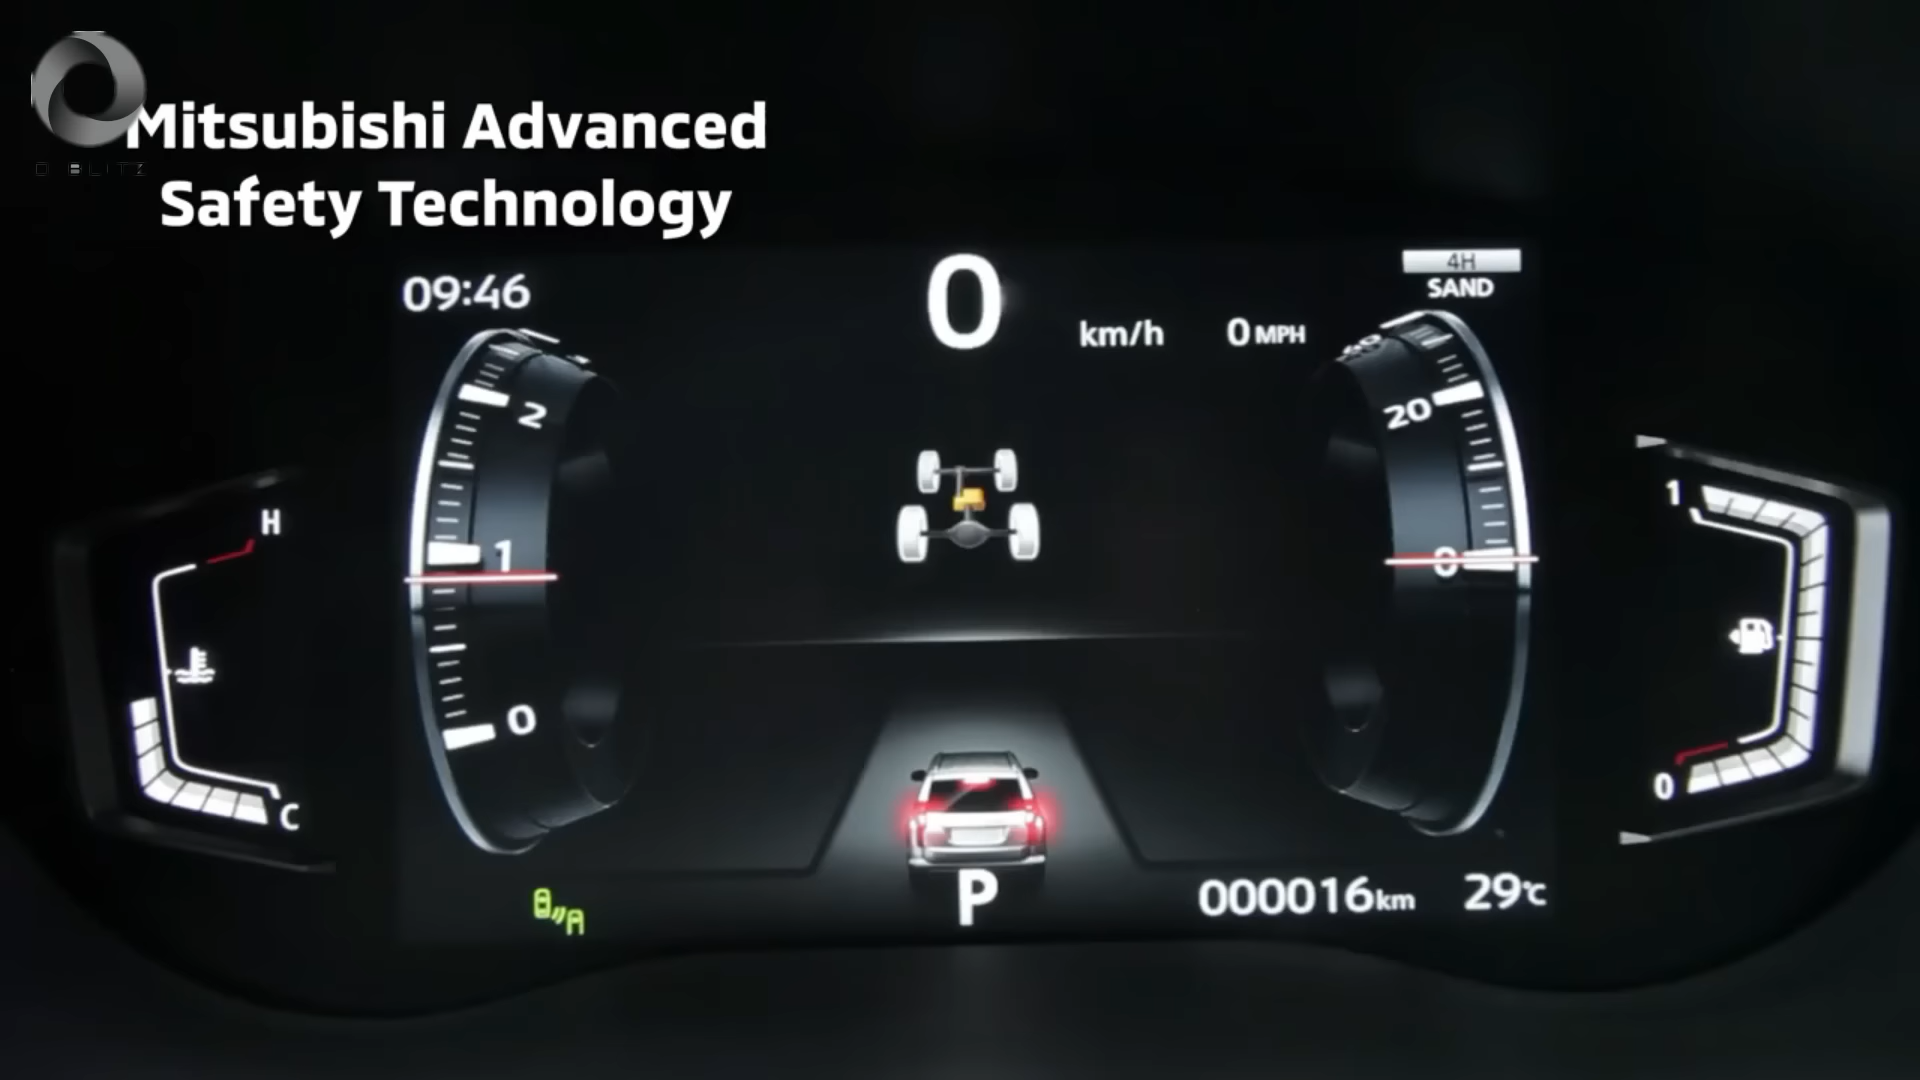 Mitsubishi Advanced
Safety Technology
O BLITZ
09:46
0 km/h 0 MPH
4H
SAND
2
1
0
20
0
H
C
1
0
P
000016km 29℃